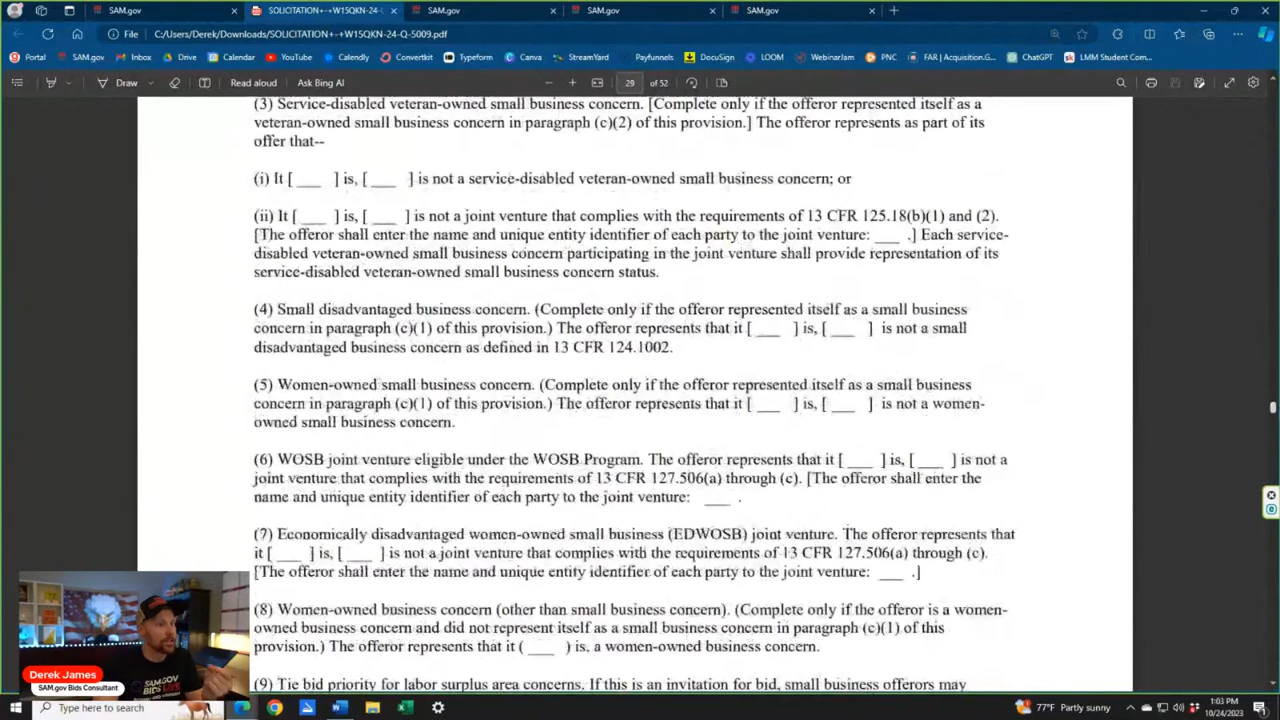 SAM.gov
SOLICITATION+-+W15QKN-24-
SAM.gov
SAM.gov
SAM.gov
File
C:/Users/Derek/Downloads/SOLICITATION+-+W15QKN-24-Q-5009.pdf
Portal
SAM.gov
Inbox
Drive
Calendar
YouTube
Calendly
ConvertKit
Typeform
Canva
StreamYard
Payfunnels
DocuSign
LOOM
WebinarJam
PNC
FAR | Acquisition.G...
ChatGPT
LMM Student Com...
Draw
Read aloud
Ask Bing AI
29
of 52
(3) Service-disabled veteran-owned small business concern. [Complete only if the offeror represented itself as a
veteran-owned small business concern in paragraph (c)(2) of this provision.] The offeror represents as part of its
offer that--
(i) It [ ___ ] is, [ ___ ] is not a service-disabled veteran-owned small business concern; or
(ii) It [ ___ ] is, [ ___ ] is not a joint venture that complies with the requirements of 13 CFR 125.18(b)(1) and (2).
[The offeror shall enter the name and unique entity identifier of each party to the joint venture: ___ .] Each service-
disabled veteran-owned small business concern participating in the joint venture shall provide representation of its
service-disabled veteran-owned small business concern status.
(4) Small disadvantaged business concern. (Complete only if the offeror represented itself as a small business
concern in paragraph (c)(1) of this provision.) The offeror represents that it [ ___ ] is, [ ___ ] is not a small
disadvantaged business concern as defined in 13 CFR 124.1002.
(5) Women-owned small business concern. (Complete only if the offeror represented itself as a small business
concern in paragraph (c)(1) of this provision.) The offeror represents that it [ ___ ] is, [ ___ ] is not a women-
owned small business concern.
(6) WOSB joint venture eligible under the WOSB Program. The offeror represents that it [ ___ ] is, [ ___ ] is not a
joint venture that complies with the requirements of 13 CFR 127.506(a) through (c). [The offeror shall enter the
name and unique entity identifier of each party to the joint venture: ___ .
(7) Economically disadvantaged women-owned small business (EDWOSB) joint venture. The offeror represents that
it [ ___ ] is, [ ___ ] is not a joint venture that complies with the requirements of 13 CFR 127.506(a) through (c).
[The offeror shall enter the name and unique entity identifier of each party to the joint venture: ___ .]
(8) Women-owned business concern (other than small business concern). (Complete only if the offeror is a women-
owned business concern and did not represent itself as a small business concern in paragraph (c)(1) of this
provision.) The offeror represents that it ( ___ ) is, a women-owned business concern.
(9) Tie bid priority for labor surplus area concerns. If this is an invitation for bid, small business offerors may
SAM.GOV
BIDS LIVE
Derek James
SAM.gov Bids Consultant
Type here to search
77°F Partly sunny
1:03 PM
10/24/2023